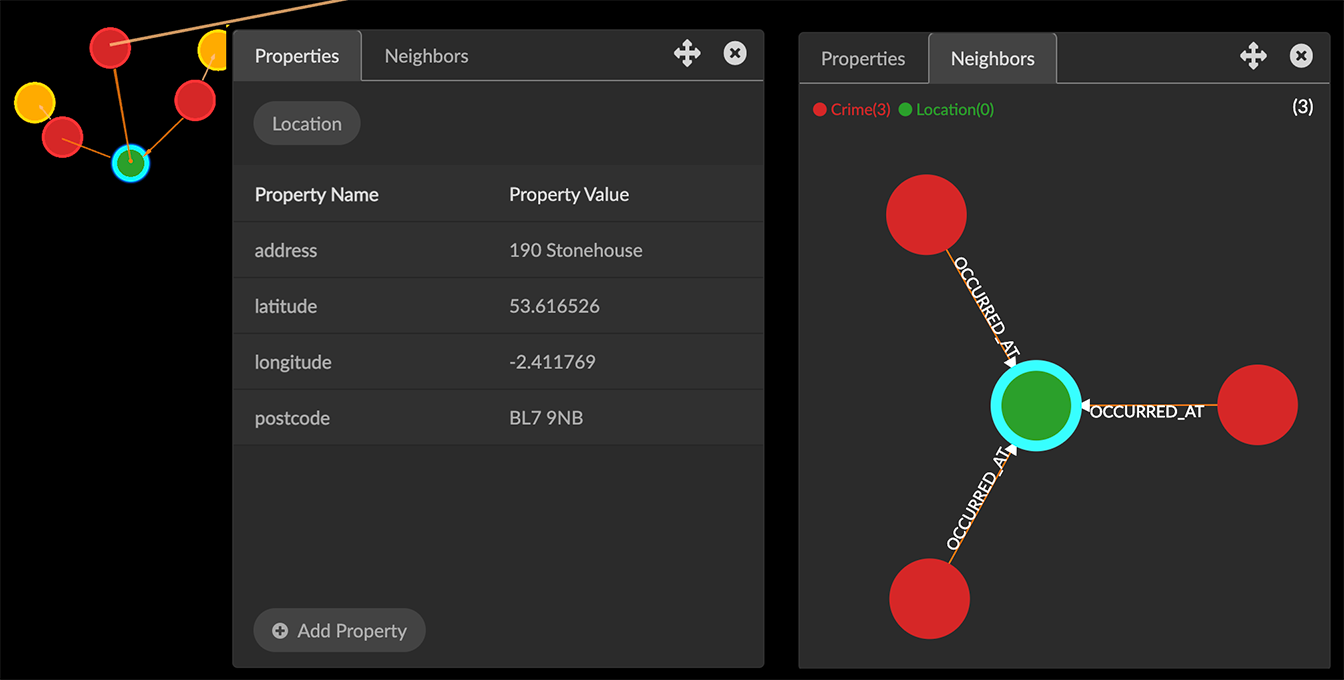 Properties Neighbors
Location
Property Name Property Value
address 190 Stonehouse
latitude 53.616526
longitude -2.411769
postcode BL7 9NB
Add Property
Properties Neighbors
Crime(3) Location(0) (3)
OCCURRED_AT
OCCURRED_AT
OCCURRED_AT